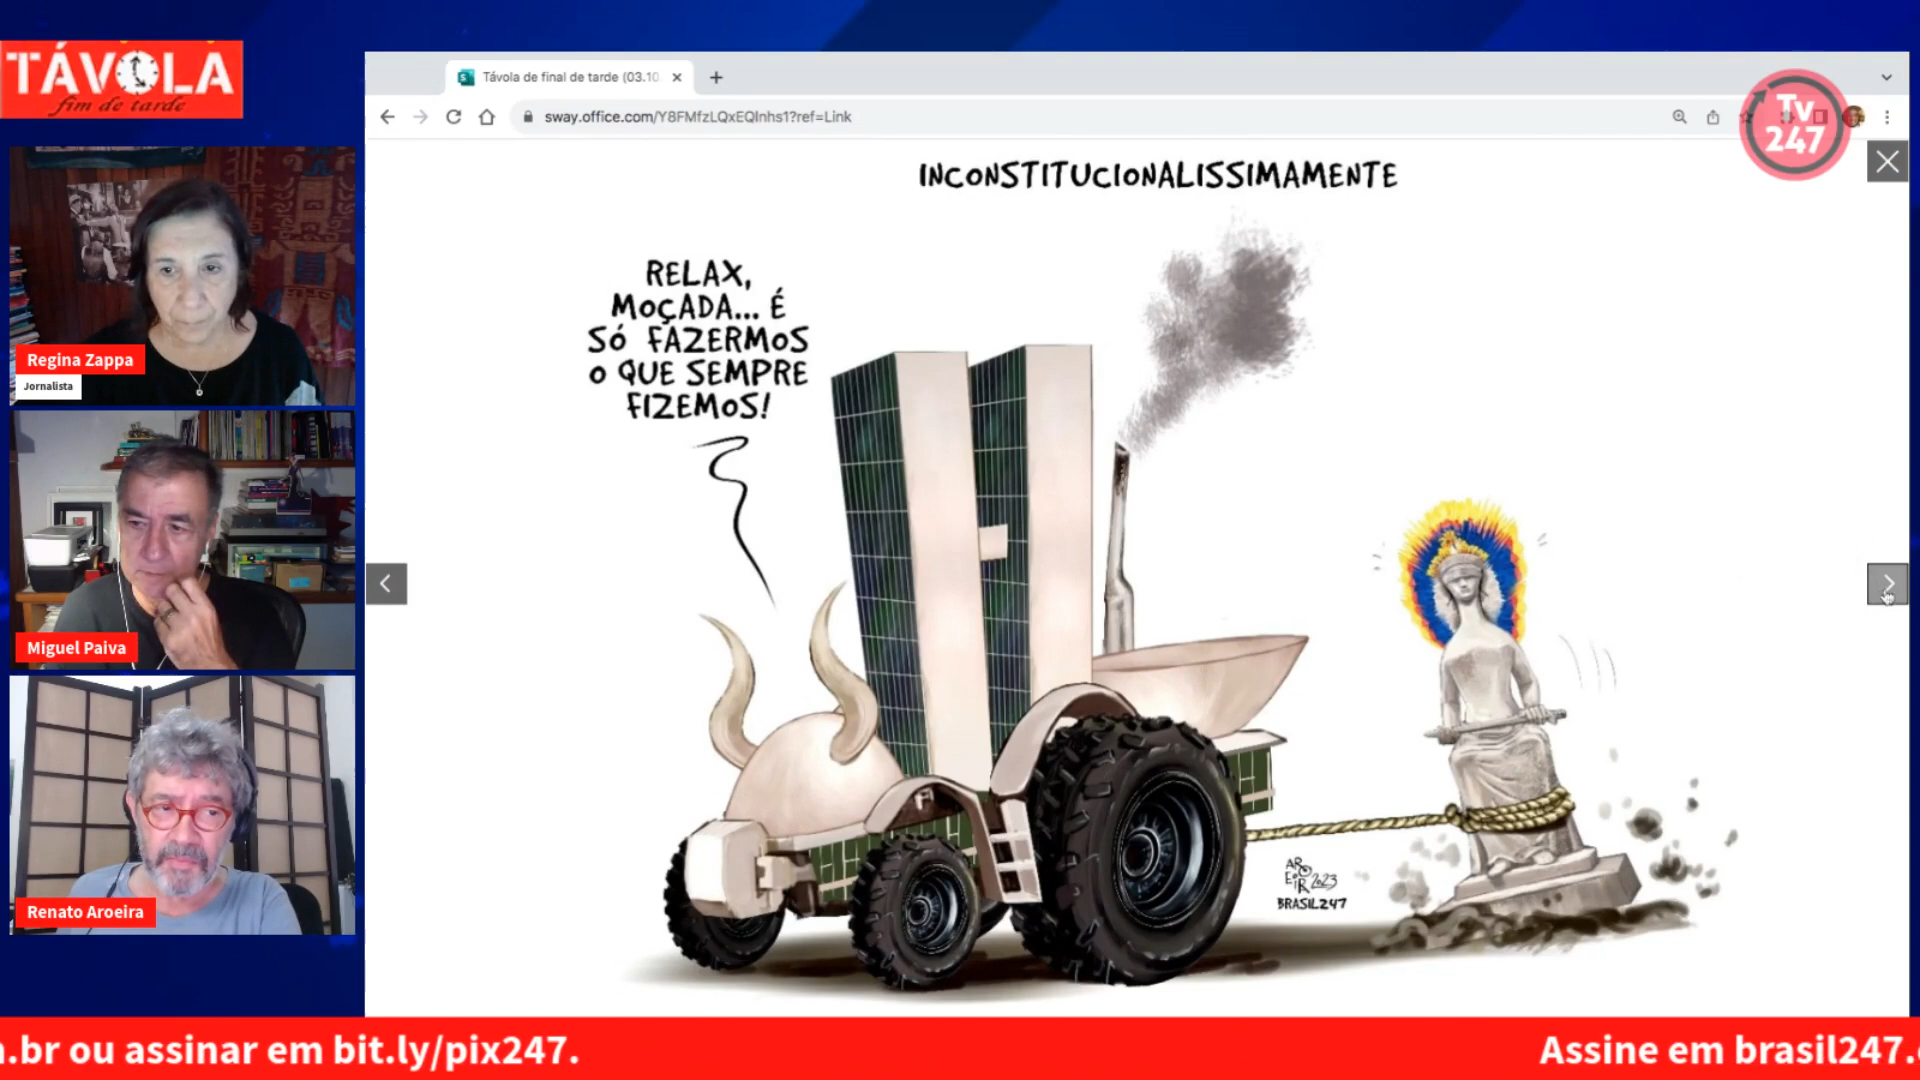 TÁVOLA
fim de tarde
Távola de final de tarde (03.10
sway.office.com/Y8FMfzLQxEQInhs1?ref=Link
Tv
247
INCONSTITUCIONALISSIMAMENTE
RELAX,
MOÇADA... É
SÓ FAZERMOS
O QUE SEMPRE
FIZEMOS!
Regina Zappa
Jornalista
Miguel Paiva
Renato Aroeira
AROEIR 2023
BRASIL247
.br ou assinar em bit.ly/pix247.
Assine em brasil247.